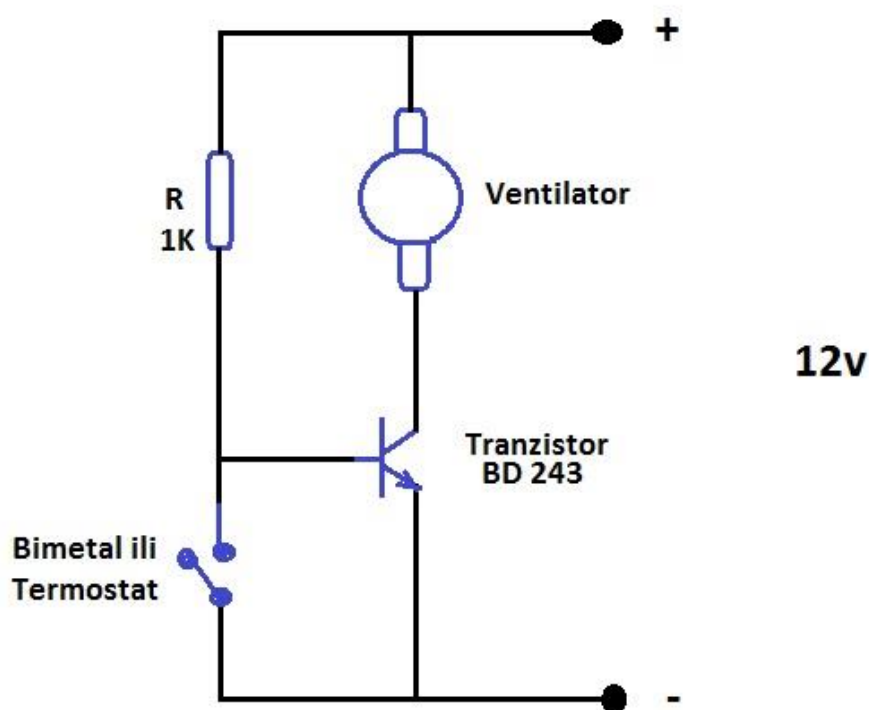 +
R
1K
Ventilator
12v
Tranzistor
BD 243
Bimetal ili
Termostat
-